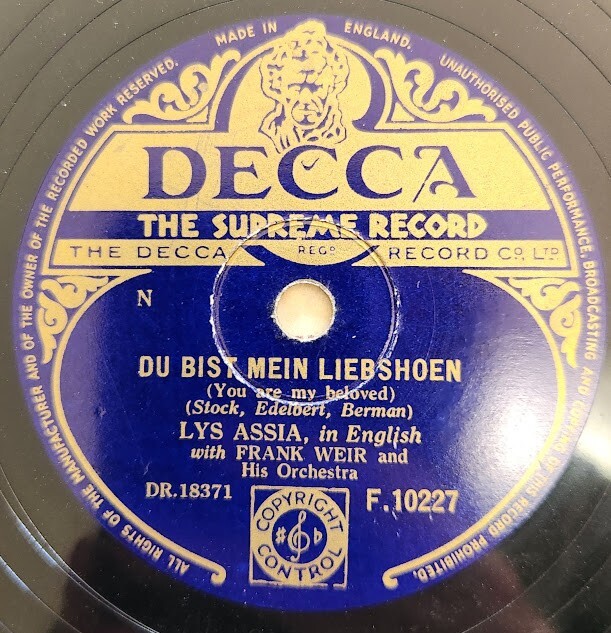 MADE IN ENGLAND.
ALL RIGHTS OF THE MANUFACTURER AND OF THE OWNER OF THE RECORDED WORK RESERVED.
UNAUTHORISED PUBLIC PERFORMANCE, BROADCASTING AND COPYING OF THIS RECORD PROHIBITED.
DECCA
THE SUPREME RECORD
THE DECCA REGD RECORD CO, LTD
N
DU BIST MEIN LIEBSHOEN
(You are my beloved)
(Stock, Edelbert, Berman)
LYS ASSIA, in English
with FRANK WEIR and
His Orchestra
DR.18371
F.10227
COPYRIGHT
CONTROL